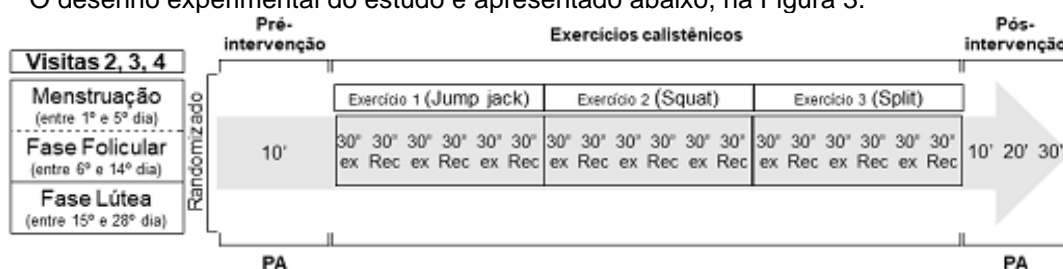 O desenho experimental do estudo é apresentado abaixo, na Figura 3.
Pré-
intervenção
Exercícios calistênicos
Pós-
intervenção
Visitas 2, 3, 4
Menstruação
(entre 1º e 5º dia)
Fase Folicular
(entre 6º e 14º dia)
Fase Lútea
(entre 15º e 28º dia)
Randomizado
10'
Exercício 1 (Jump jack)
Exercício 2 (Squat)
Exercício 3 (Split)
30" 30" 30" 30" 30" 30" 30" 30" 30" 30" 30" 30" 30" 30" 30" 30" 30" 30"
ex Rec ex Rec ex Rec ex Rec ex Rec ex Rec ex Rec ex Rec ex Rec
10' 20' 30'
PA
PA